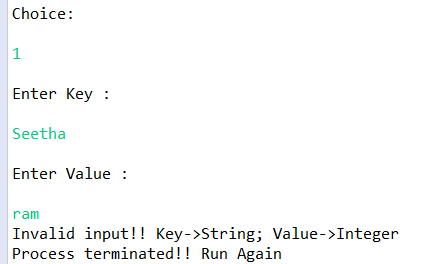 Choice:
1
Enter Key :
Seetha
Enter Value :
ram
Invalid input!! Key->String; Value->Integer
Process terminated!! Run Again